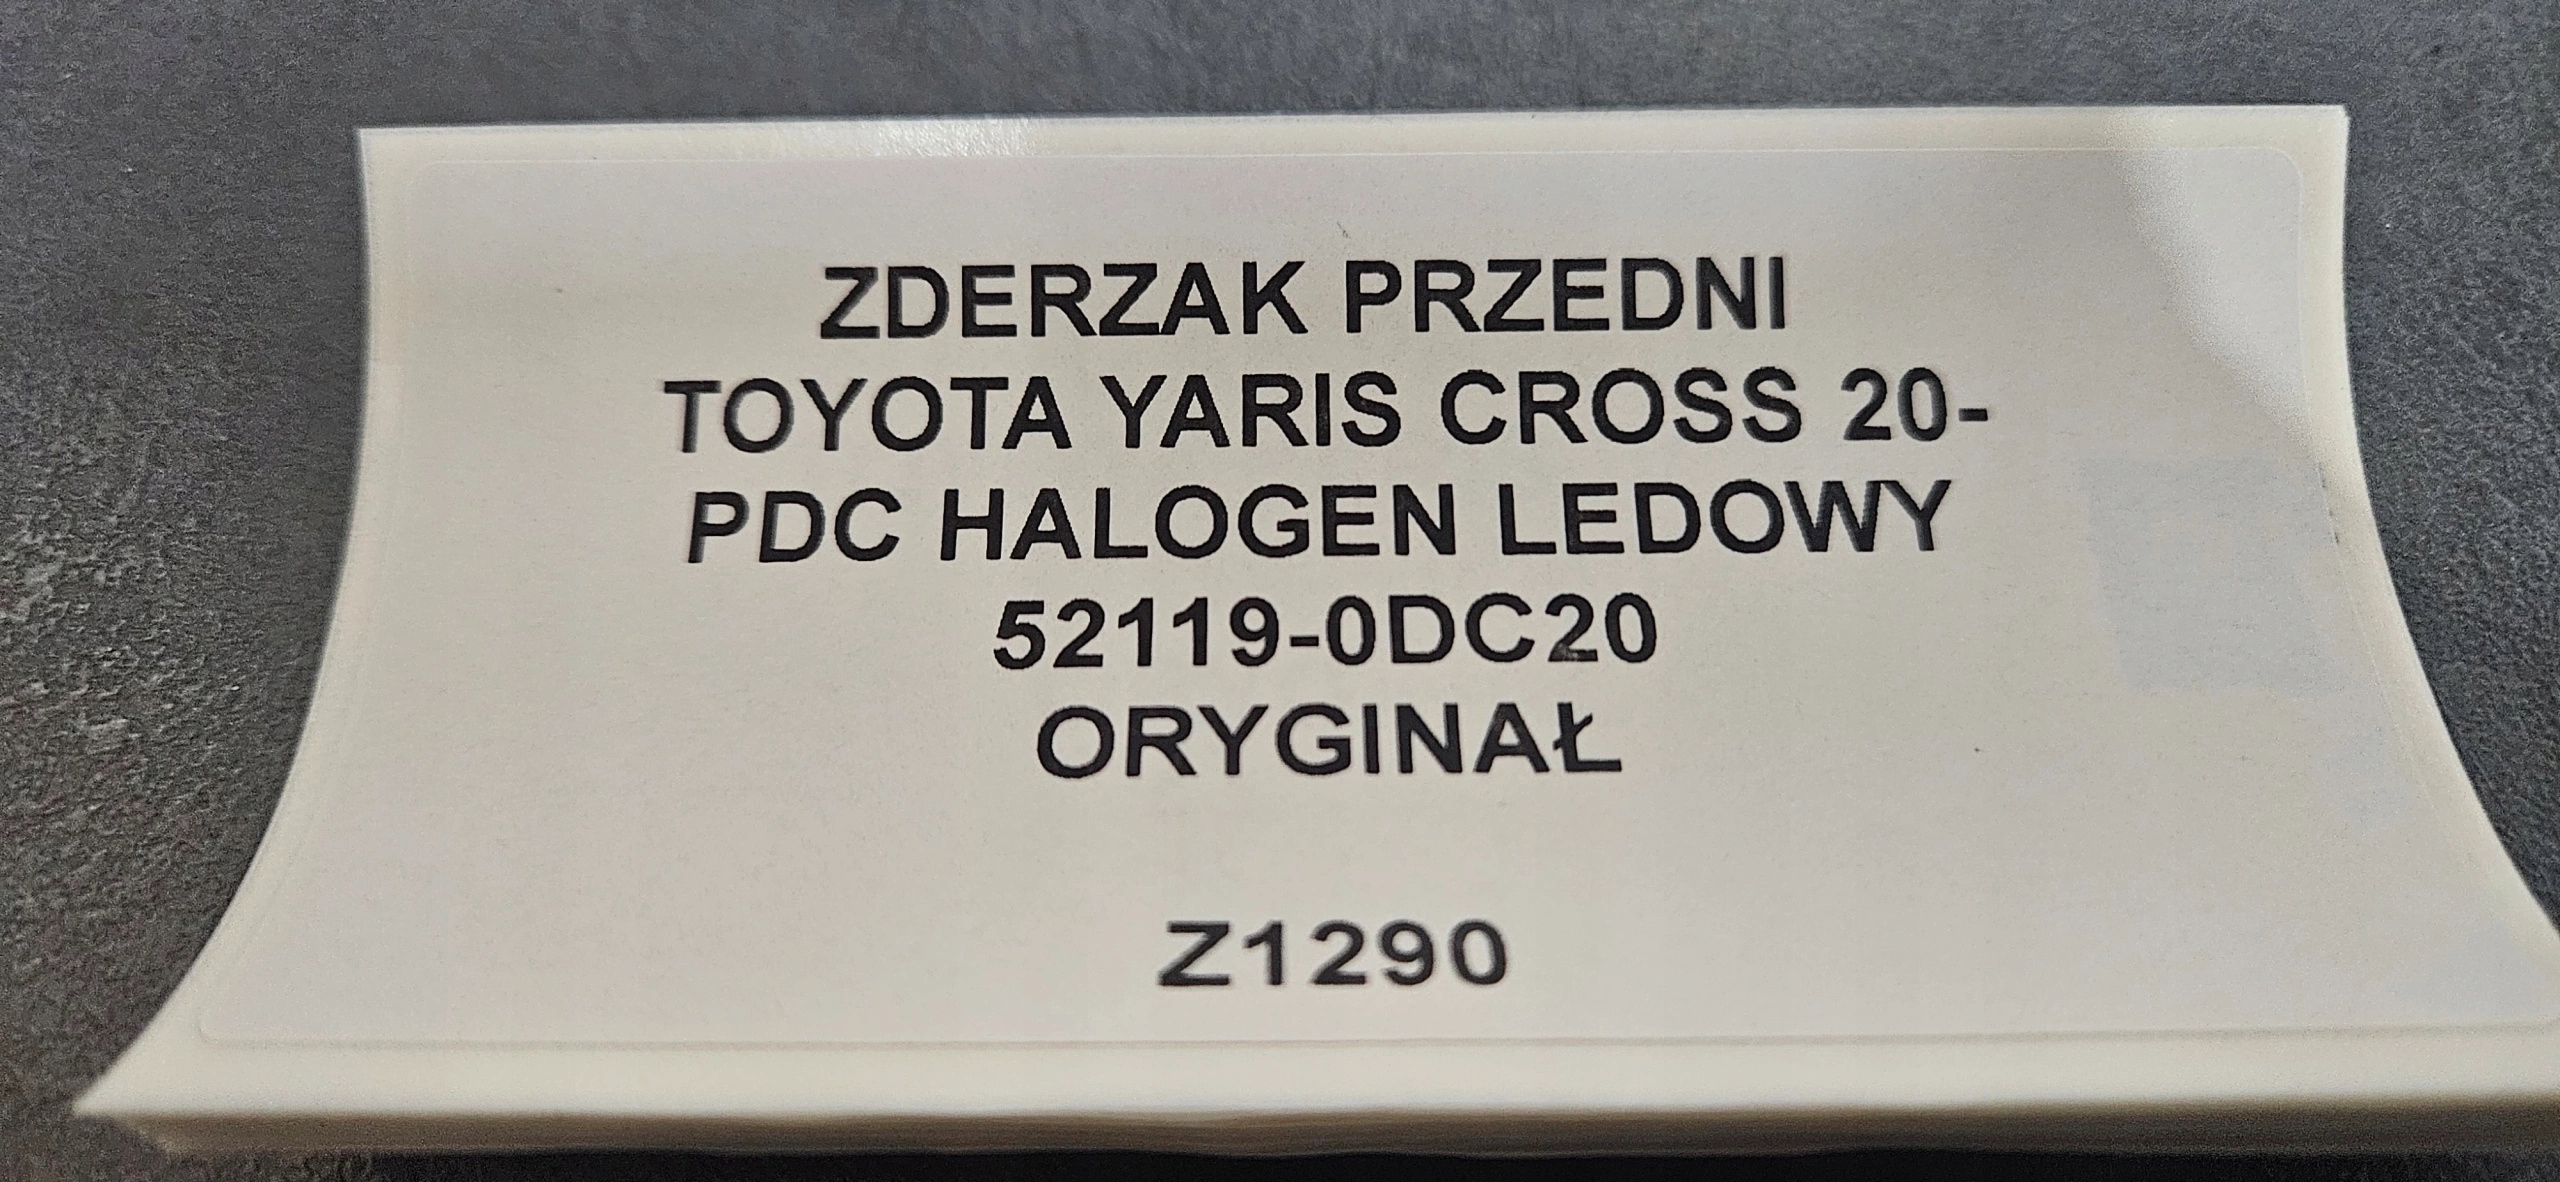 ZDERZAK PRZEDNI
TOYOTA YARIS CROSS 20-
PDC HALOGEN LEDOWY
52119-0DC20
ORYGINAŁ
Z1290